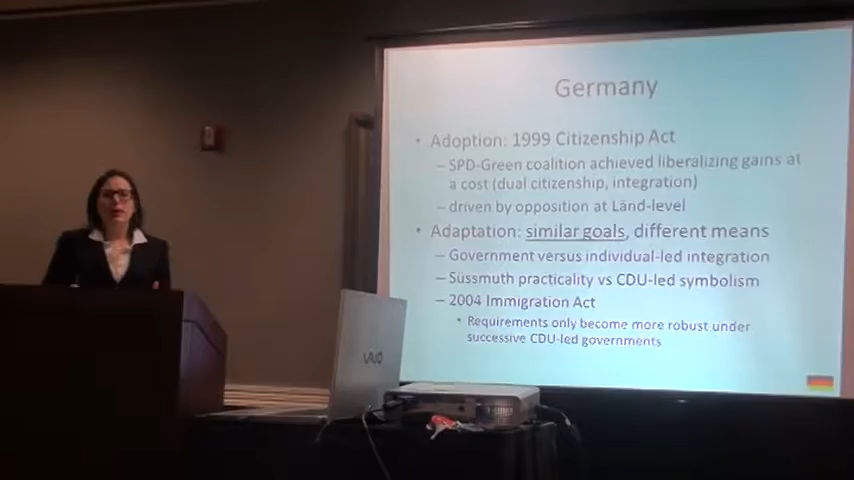 Germany
• Adoption: 1999 Citizenship Act
– SPD-Green coalition achieved liberalizing gains at
a cost (dual citizenship, integration)
– driven by opposition at Länd-level
• Adaptation: similar goals, different means
– Government versus individual-led integration
– Sussmuth practicality vs CDU-led symbolism
– 2004 Immigration Act
• Requirements only become more robust under
successive CDU-led governments
VAIO